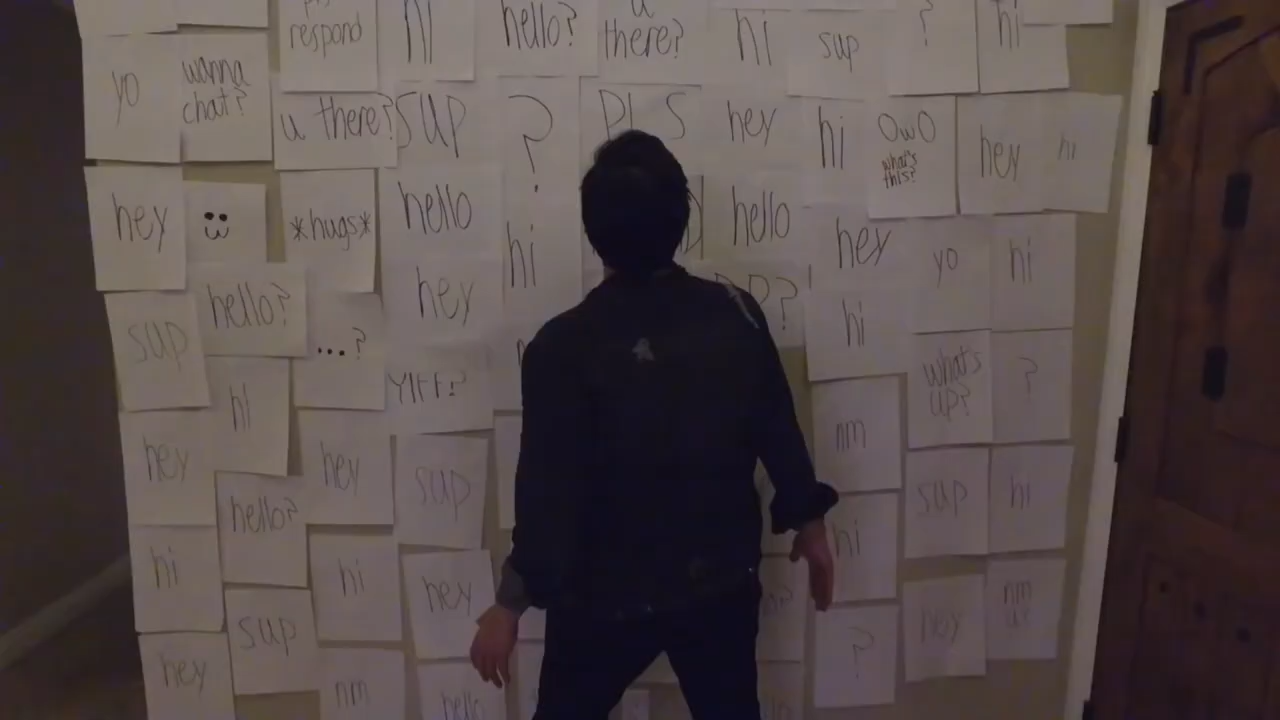 respond
hi
hello?
u
there?
hi
sup
?
hi
yo
wanna
chat?
u there?
sup
?
PLS
hey
hi
OwO
what's
this?
hey
hi
hey
*hugs*
hello
hi
hello
hey
yo
hi
sup
hello?
...?
hey
hi
hi
YIFF?
what's
up?
?
hey
hey
sup
nm
sup
hi
hello?
hi
hi
hey
hi
hey
nm
sup
?
hey
nm
hello